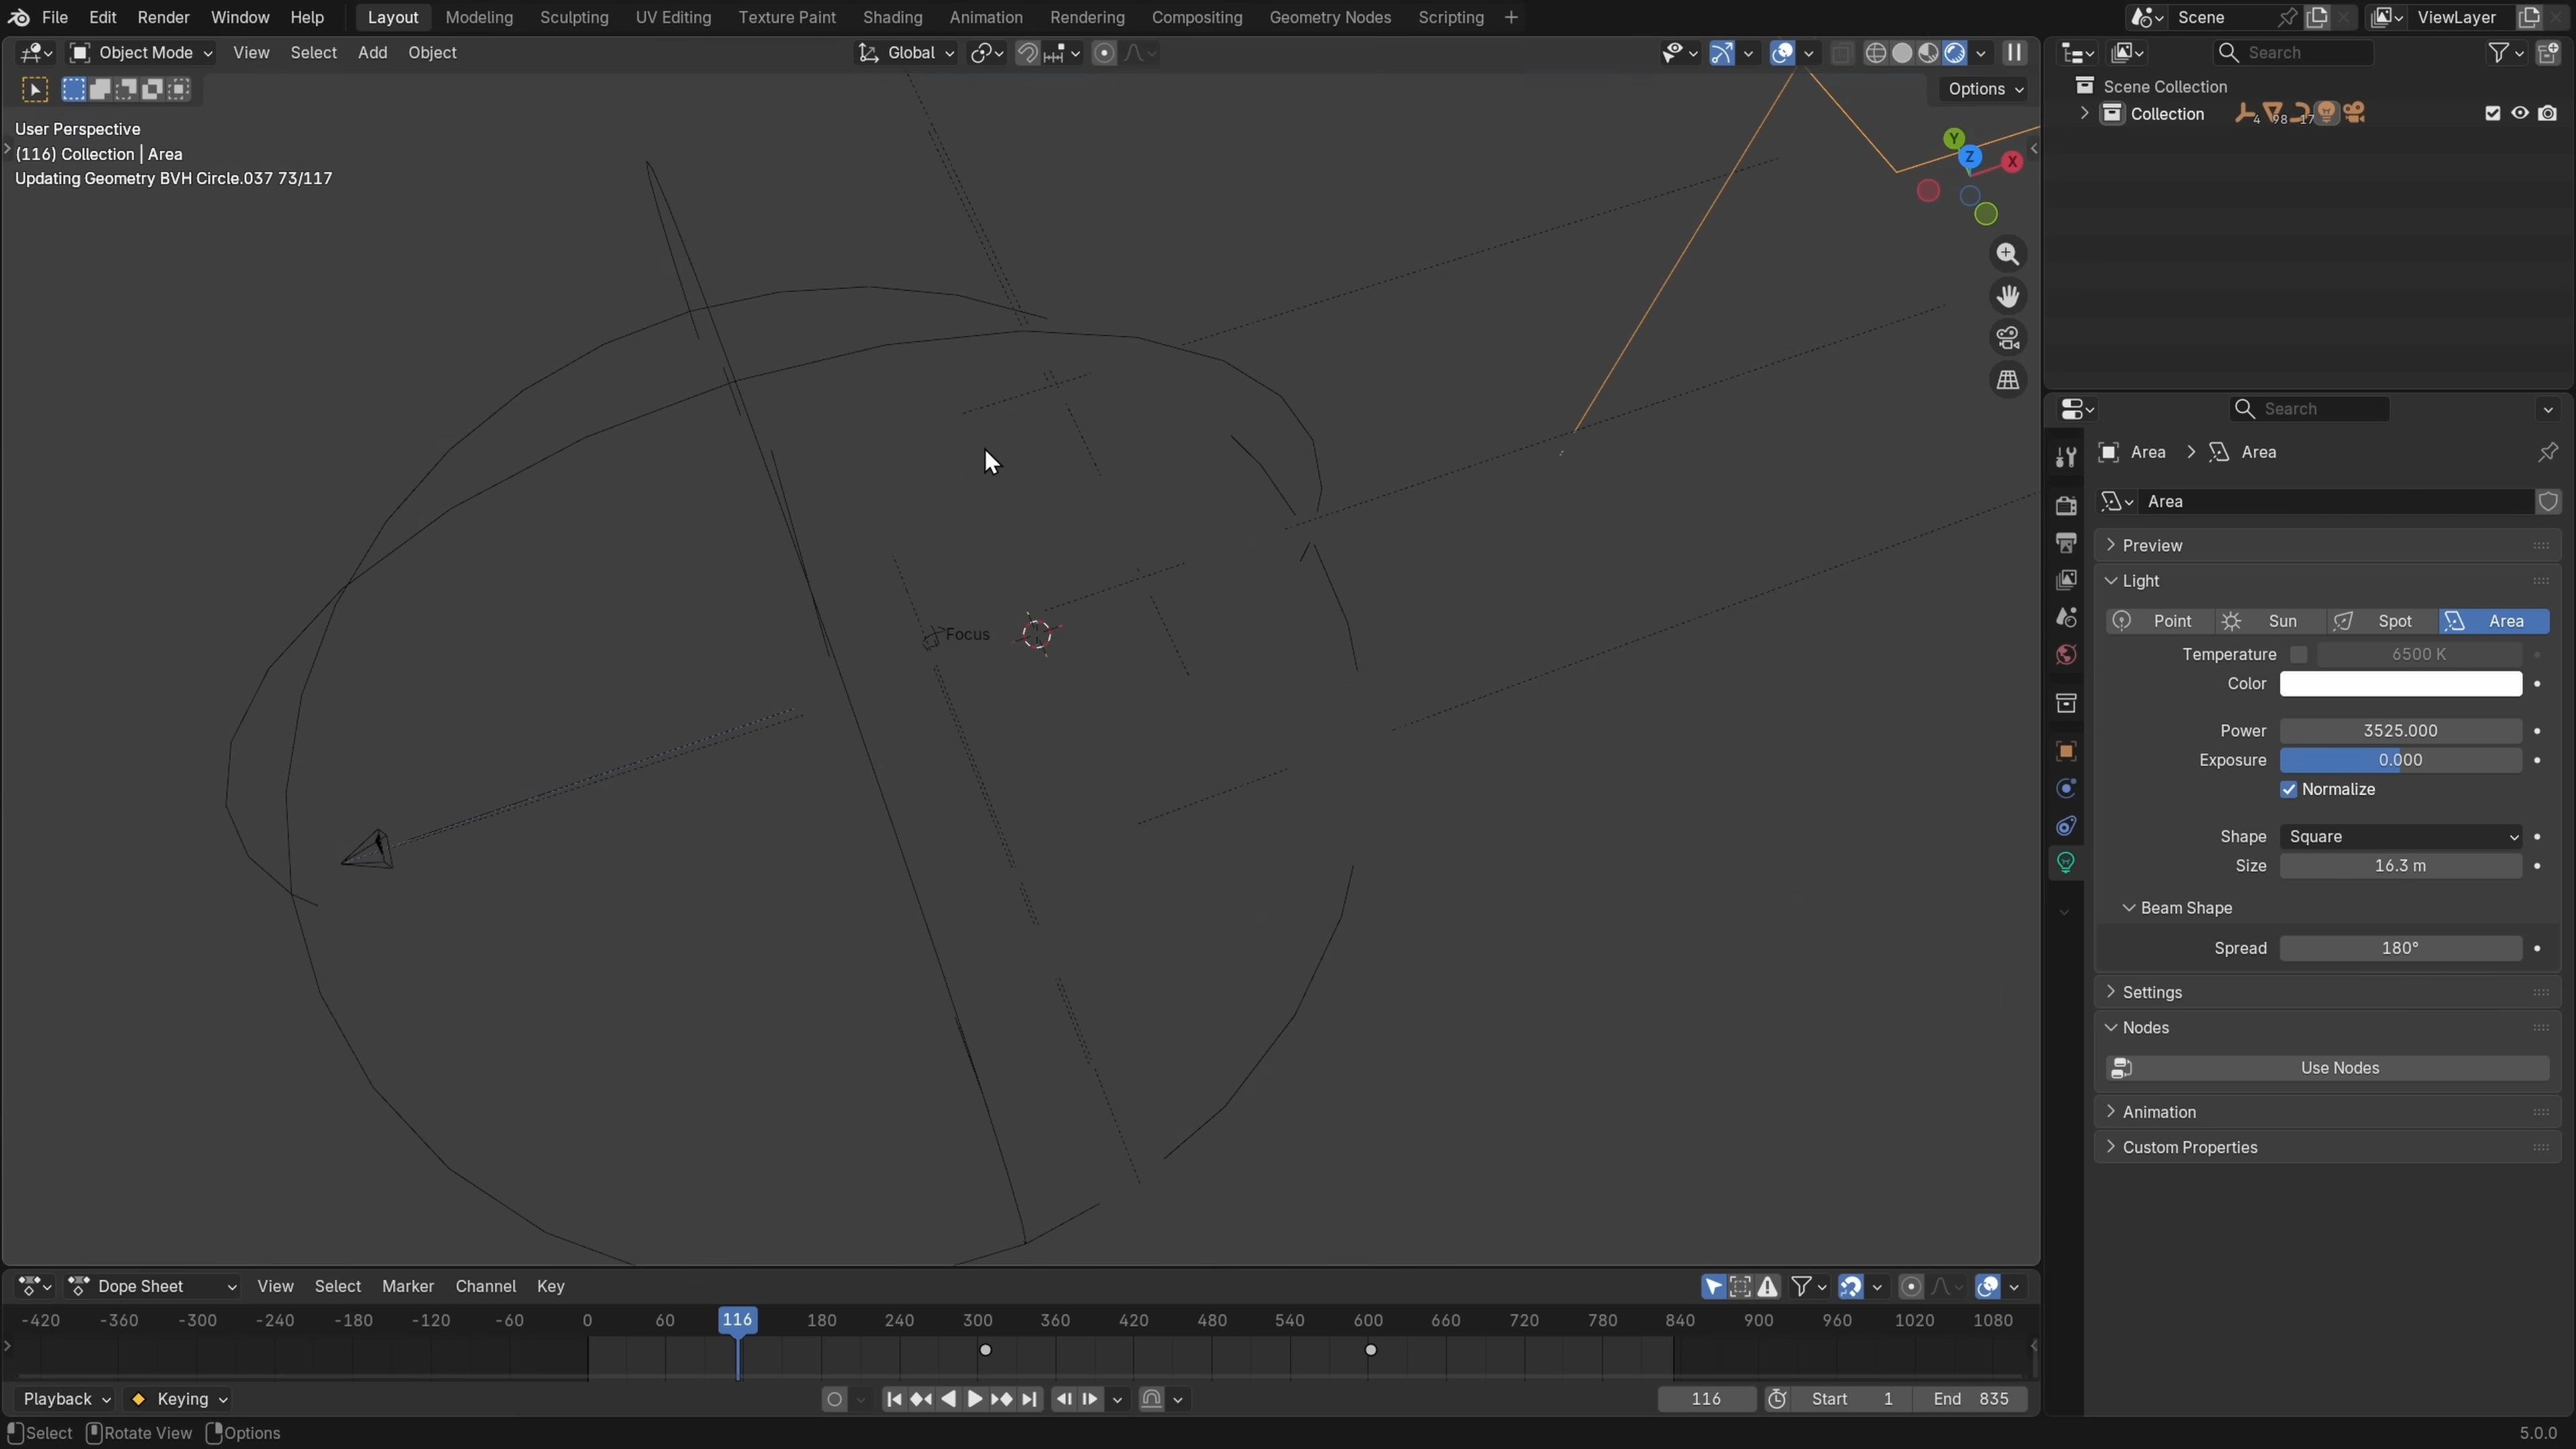 File Edit Render Window Help Layout Modeling Sculpting UV Editing Texture Paint Shading Animation Rendering Compositing Geometry Nodes Scripting + Scene ViewLayer
Object Mode View Select Add Object Global
Search
Options
User Perspective
(116) Collection | Area
Updating Geometry BVH Circle.037 73/117
Y
Z
X
Focus
Scene Collection
Collection 4 98 17
Search
Area > Area
Area
Preview
Light
Point Sun Spot Area
Temperature 6500 K
Color
Power 3525.000
Exposure 0.000
Normalize
Shape Square
Size 16.3 m
Beam Shape
Spread 180°
Settings
Nodes
Use Nodes
Animation
Custom Properties
Dope Sheet View Select Marker Channel Key
-420 -360 -300 -240 -180 -120 -60 0 60 116 180 240 300 360 420 480 540 600 660 720 780 840 900 960 1020 1080
Playback Keying 116 Start 1 End 835
Select Rotate View Options 5.0.0